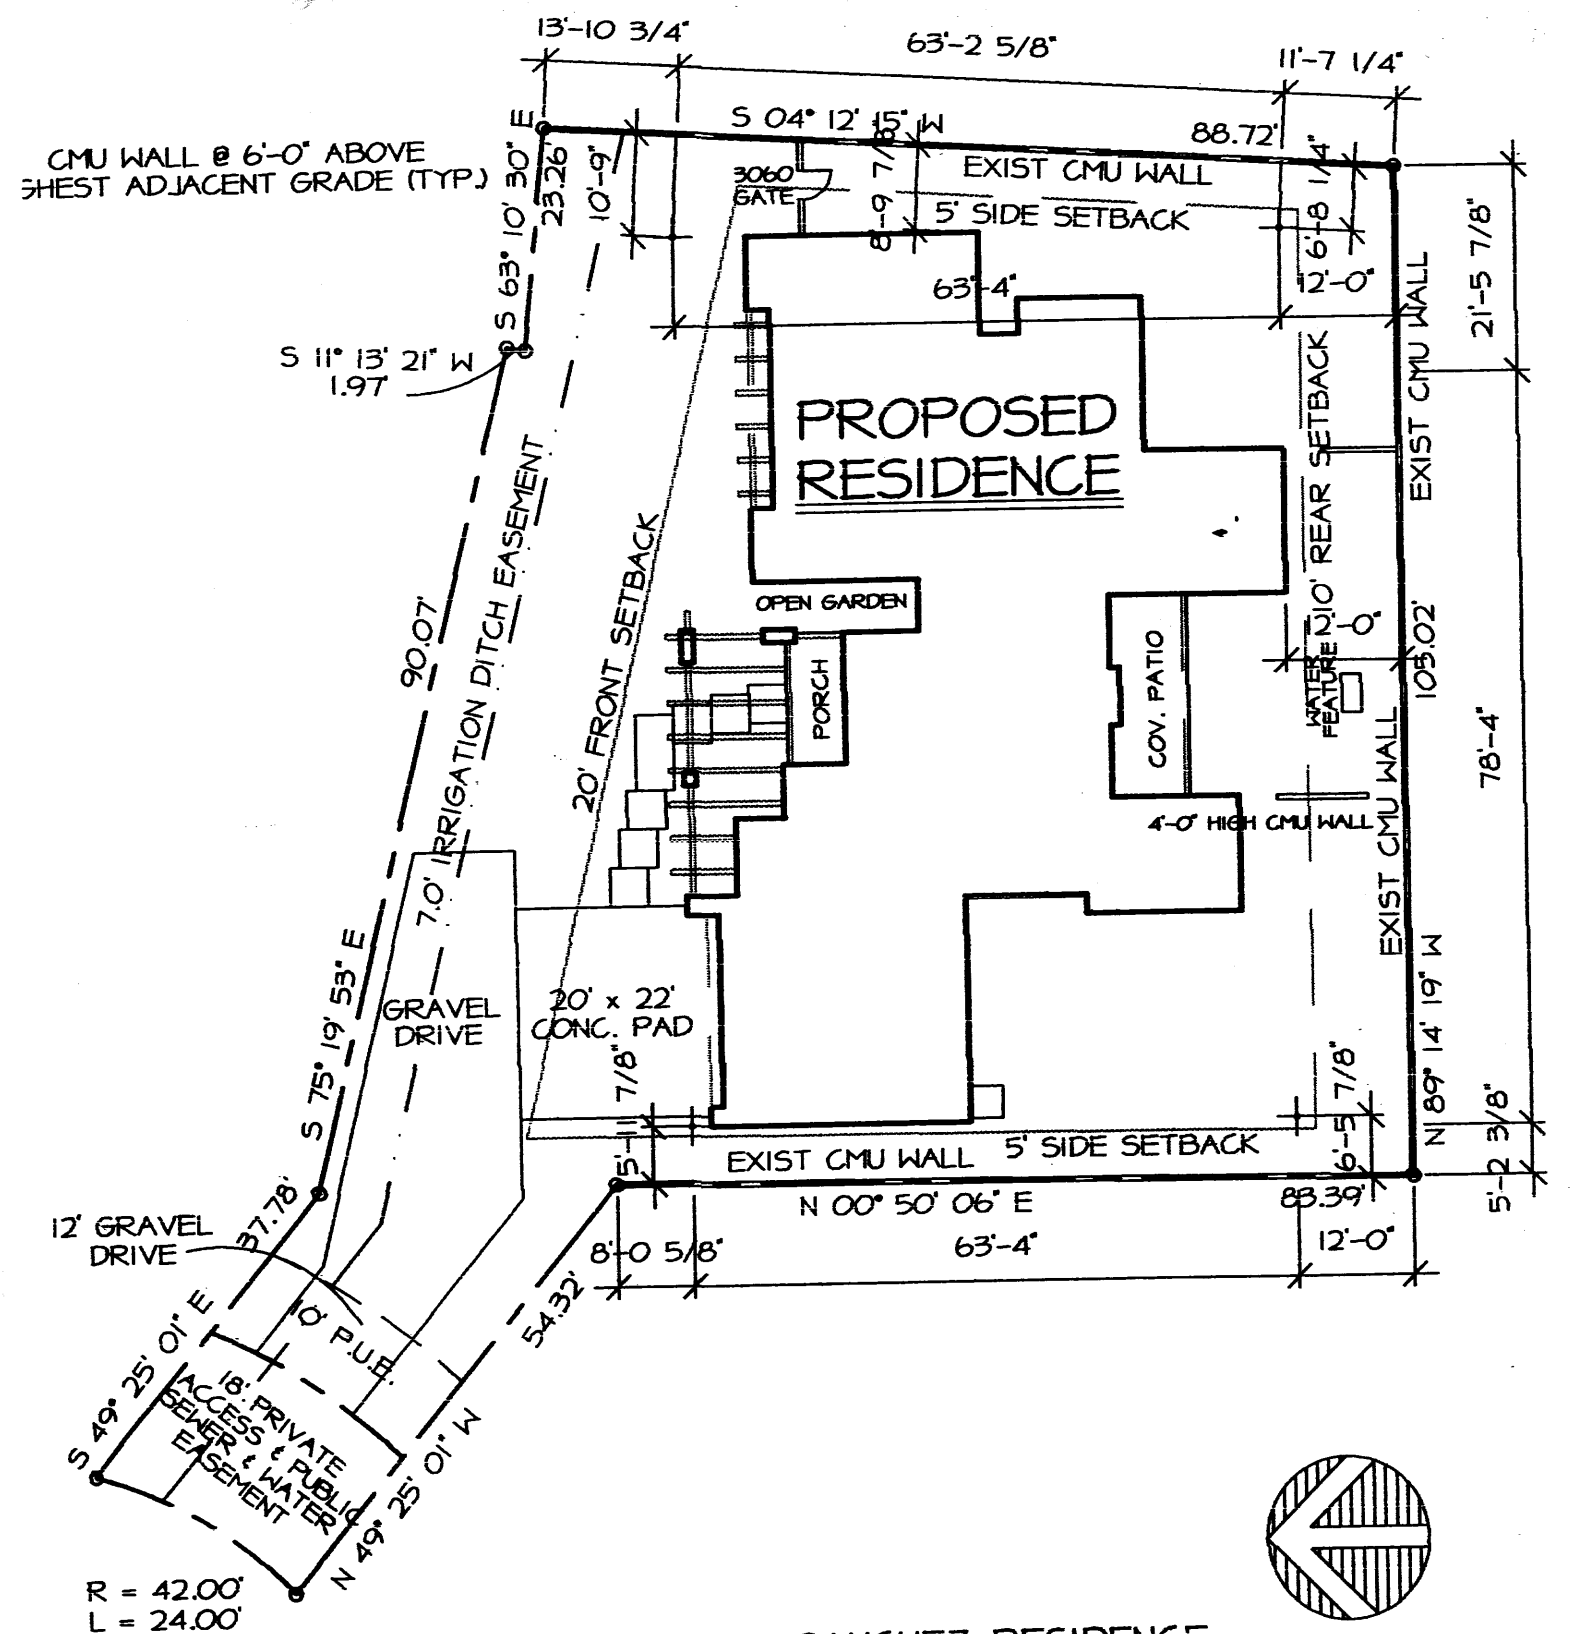 13'-10 3/4"
63'-2 5/8"
11'-7 1/4"
S 04° 12' 15" W
88.72'
CMU WALL @ 6'-0" ABOVE
GHEST ADJACENT GRADE (TYP.)
S 63° 10' 30" E
23.26'
10'-9"
3060
GATE
8'-9 7/8"
EXIST CMU WALL
5' SIDE SETBACK
6'-8 1/4"
12'-0"
63'-4"
21'-5 7/8"
EXIST CMU WALL
S 11° 13' 21" W
1.97'
PROPOSED
RESIDENCE
10' REAR SETBACK
7.0' IRRIGATION DITCH EASEMENT
20' FRONT SETBACK
90.07'
OPEN GARDEN
PORCH
COV. PATIO
12'-0"
WATER
FEATURE
105.02'
78'-4"
4'-0" HIGH CMU WALL
EXIST CMU WALL
S 75° 19' 53" E
GRAVEL
DRIVE
20' x 22'
CONC. PAD
N 89° 14' 19" W
5'-11 7/8"
6'-5 7/8"
5'-2 3/8"
EXIST CMU WALL
5' SIDE SETBACK
N 00° 50' 06" E
83.39'
37.78'
12' GRAVEL
DRIVE
8'-0 5/8"
63'-4"
12'-0"
54.32'
10' P.U.E.
S 49° 25' 01" E
18' PRIVATE
ACCESS & PUBLIC
SEWER & WATER
EASEMENT
N 49° 25' 01" W
R = 42.00'
L = 24.00'
RESIDENCE